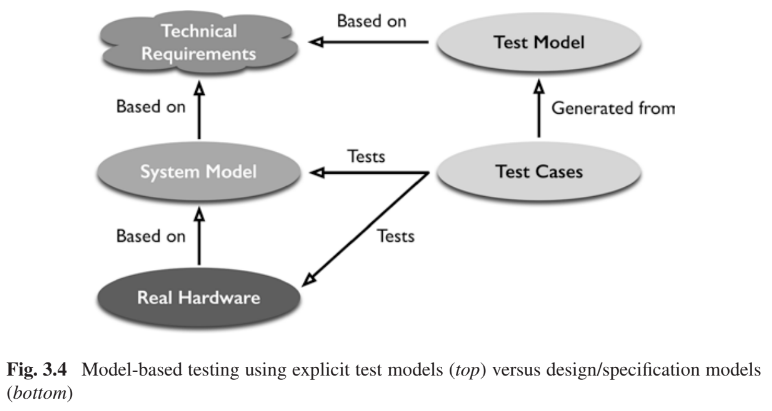 Technical
Requirements
Based on
Test Model
Based on
Generated from
System Model
Tests
Test Cases
Based on
Tests
Real Hardware
Fig. 3.4 Model-based testing using explicit test models (top) versus design/specification models
(bottom)